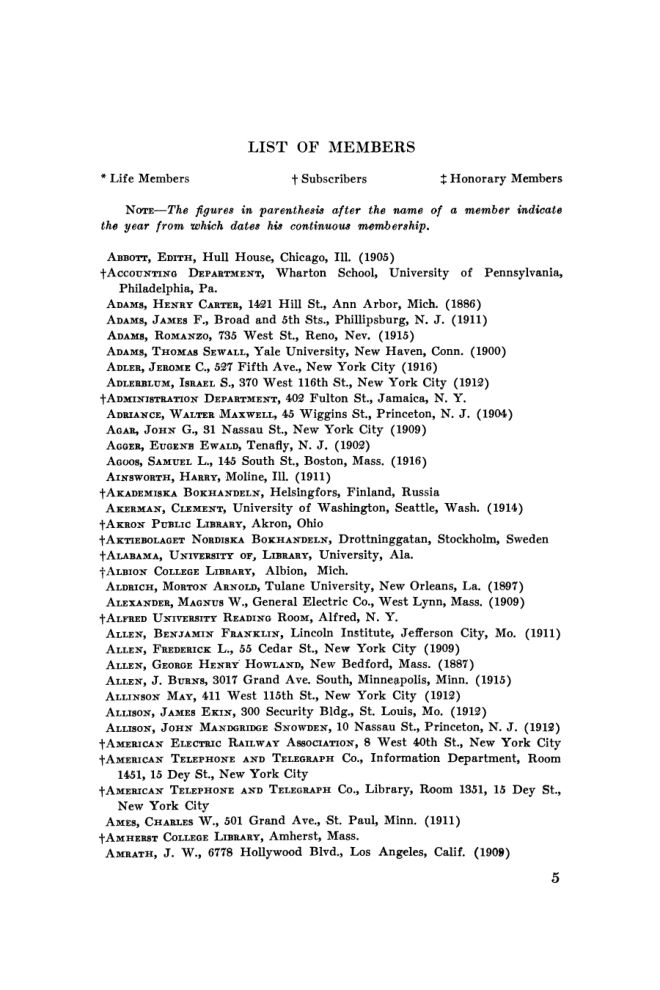 LIST OF MEMBERS
* Life Members † Subscribers ‡ Honorary Members
NOTE—The figures in parenthesis after the name of a member indicate
the year from which dates his continuous membership.
ABBOTT, EDITH, Hull House, Chicago, Ill. (1905)
†ACCOUNTING DEPARTMENT, Wharton School, University of Pennsylvania,
Philadelphia, Pa.
ADAMS, HENRY CARTER, 1421 Hill St., Ann Arbor, Mich. (1886)
ADAMS, JAMES F., Broad and 5th Sts., Phillipsburg, N. J. (1911)
ADAMS, ROMANZO, 735 West St., Reno, Nev. (1915)
ADAMS, THOMAS SEWALL, Yale University, New Haven, Conn. (1900)
ADLER, JEROME C., 527 Fifth Ave., New York City (1916)
ADLERBLUM, ISRAEL S., 370 West 116th St., New York City (1912)
†ADMINISTRATION DEPARTMENT, 402 Fulton St., Jamaica, N. Y.
ADRIANCE, WALTER MAXWELL, 45 Wiggins St., Princeton, N. J. (1904)
AGAR, JOHN G., 31 Nassau St., New York City (1909)
AGGER, EUGENE EWALD, Tenafly, N. J. (1902)
AGOOS, SAMUEL L., 145 South St., Boston, Mass. (1916)
AINSWORTH, HARRY, Moline, Ill. (1911)
†AKADEMISKA BOKHANDELN, Helsingfors, Finland, Russia
AKERMAN, CLEMENT, University of Washington, Seattle, Wash. (1914)
†AKRON PUBLIC LIBRARY, Akron, Ohio
†AKTIEBOLAGET NORDISKA BOKHANDELN, Drottninggatan, Stockholm, Sweden
†ALABAMA, UNIVERSITY OF, LIBRARY, University, Ala.
†ALBION COLLEGE LIBRARY, Albion, Mich.
ALDRICH, MORTON ARNOLD, Tulane University, New Orleans, La. (1897)
ALEXANDER, MAGNUS W., General Electric Co., West Lynn, Mass. (1909)
†ALFRED UNIVERSITY READING ROOM, Alfred, N. Y.
ALLEN, BENJAMIN FRANKLIN, Lincoln Institute, Jefferson City, Mo. (1911)
ALLEN, FREDERICK L., 55 Cedar St., New York City (1909)
ALLEN, GEORGE HENRY HOWLAND, New Bedford, Mass. (1887)
ALLEN, J. BURNS, 3017 Grand Ave. South, Minneapolis, Minn. (1915)
ALLINSON MAY, 411 West 115th St., New York City (1912)
ALLISON, JAMES EKIN, 300 Security Bldg., St. Louis, Mo. (1912)
ALLISON, JOHN MANDGRIDGE SNOWDEN, 10 Nassau St., Princeton, N. J. (1912)
†AMERICAN ELECTRIC RAILWAY ASSOCIATION, 8 West 40th St., New York City
†AMERICAN TELEPHONE AND TELEGRAPH CO., Information Department, Room
1451, 15 Dey St., New York City
†AMERICAN TELEPHONE AND TELEGRAPH CO., Library, Room 1351, 15 Dey St.,
New York City
AMES, CHARLES W., 501 Grand Ave., St. Paul, Minn. (1911)
†AMHERST COLLEGE LIBRARY, Amherst, Mass.
AMRATH, J. W., 6778 Hollywood Blvd., Los Angeles, Calif. (1909)
5